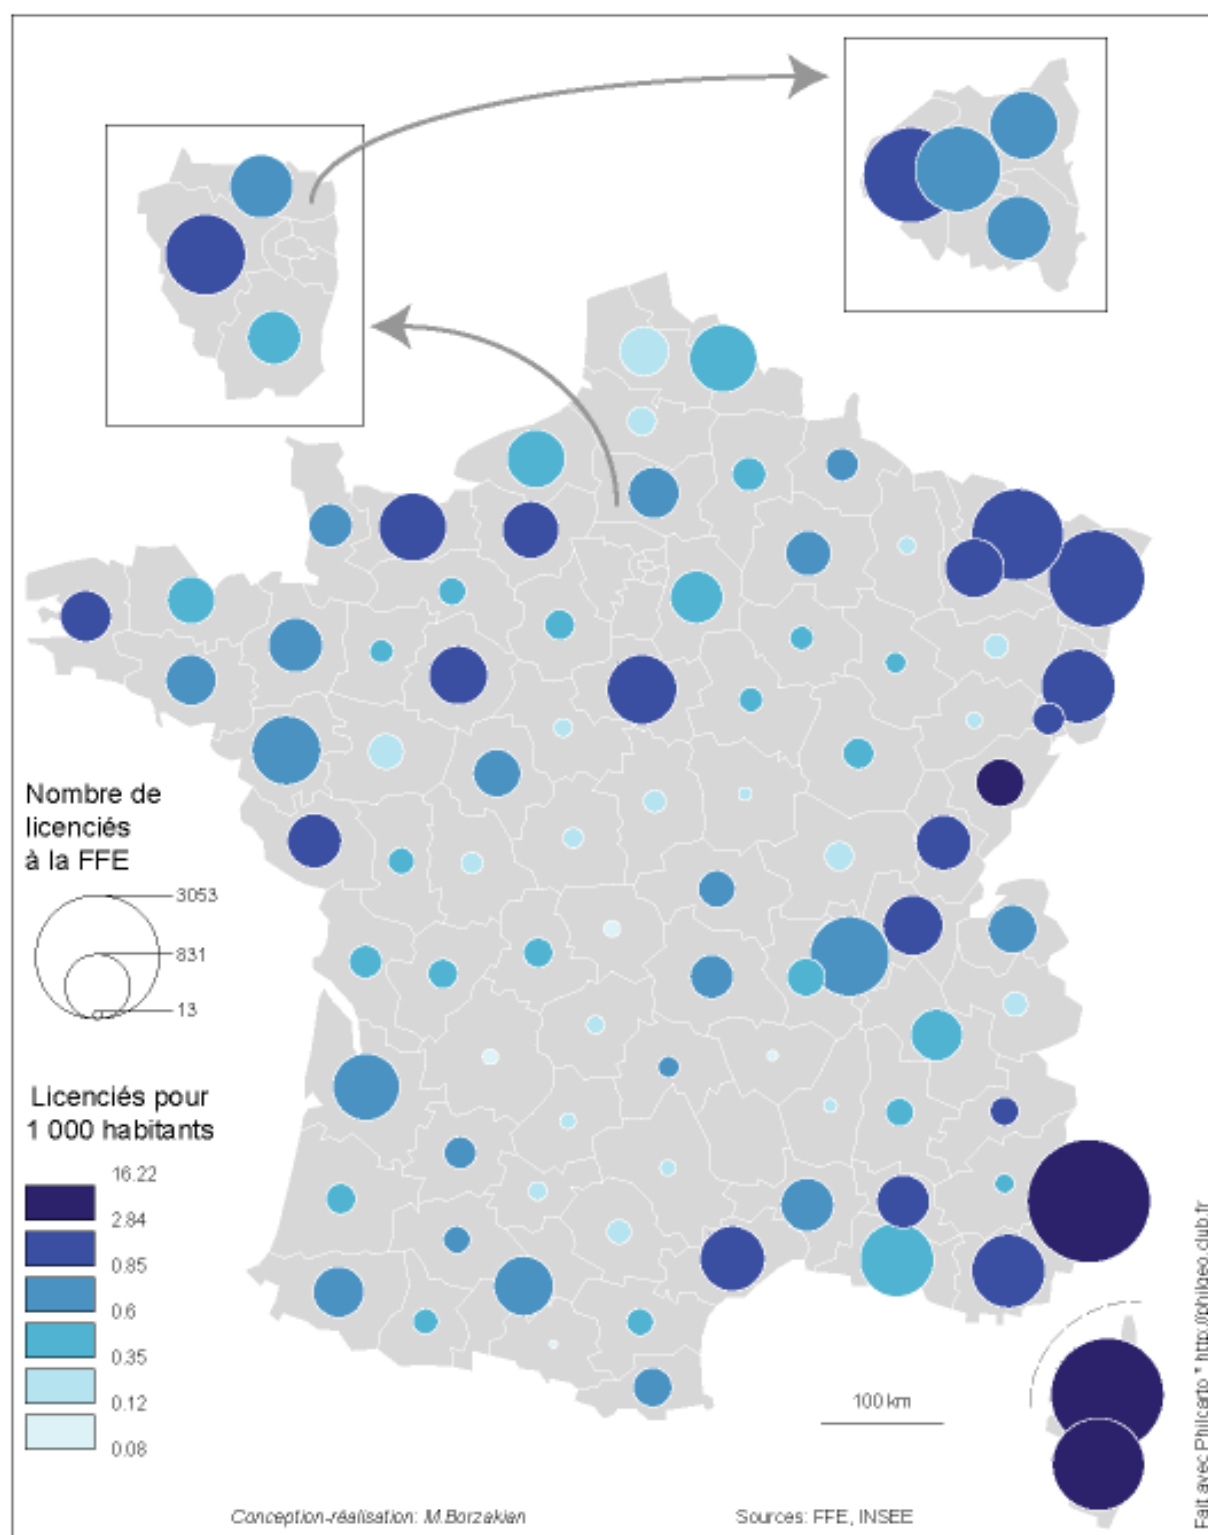 Nombre de
licenciés
à la FFE
3053
831
13
Licenciés pour
1 000 habitants
16.22
2.84
0.85
0.6
0.35
0.12
0.08
100 km
Conception-réalisation: M.Borzakian
Sources: FFE, INSEE
Fait avec Philcarto * http://philgeo.club.fr